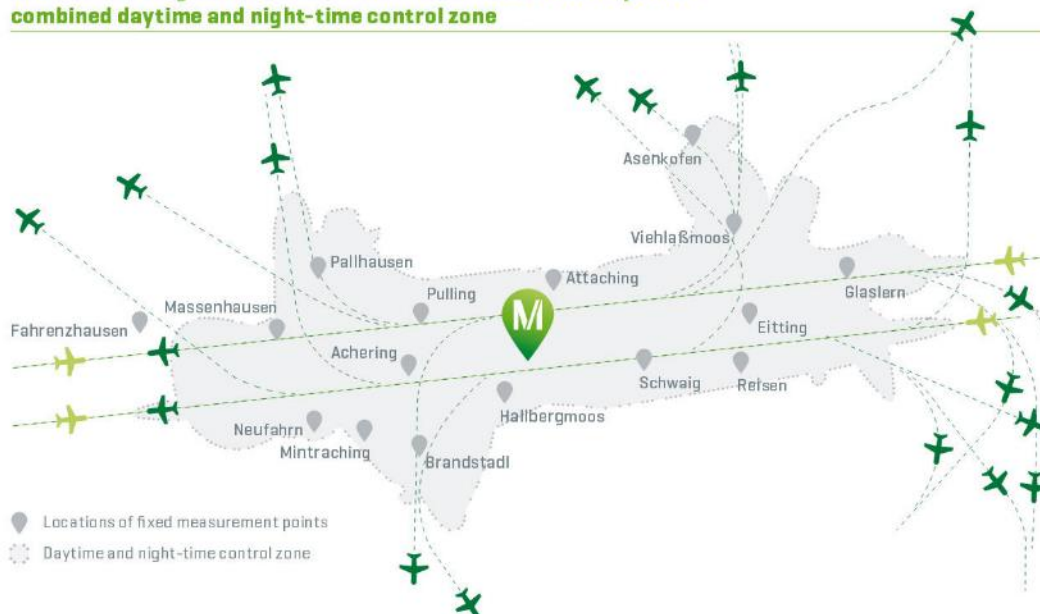 combined daytime and night-time control zone
Asenkofen
Viehlaßmoos
Pallhausen
Attaching
Glaslern
Massenhausen
Pulling
Fahrenzhausen
M
Eitting
Achering
Schwaig
Reisen
Hallbergmoos
Neufahrn
Mintraching
Brandstadl
Locations of fixed measurement points
Daytime and night-time control zone